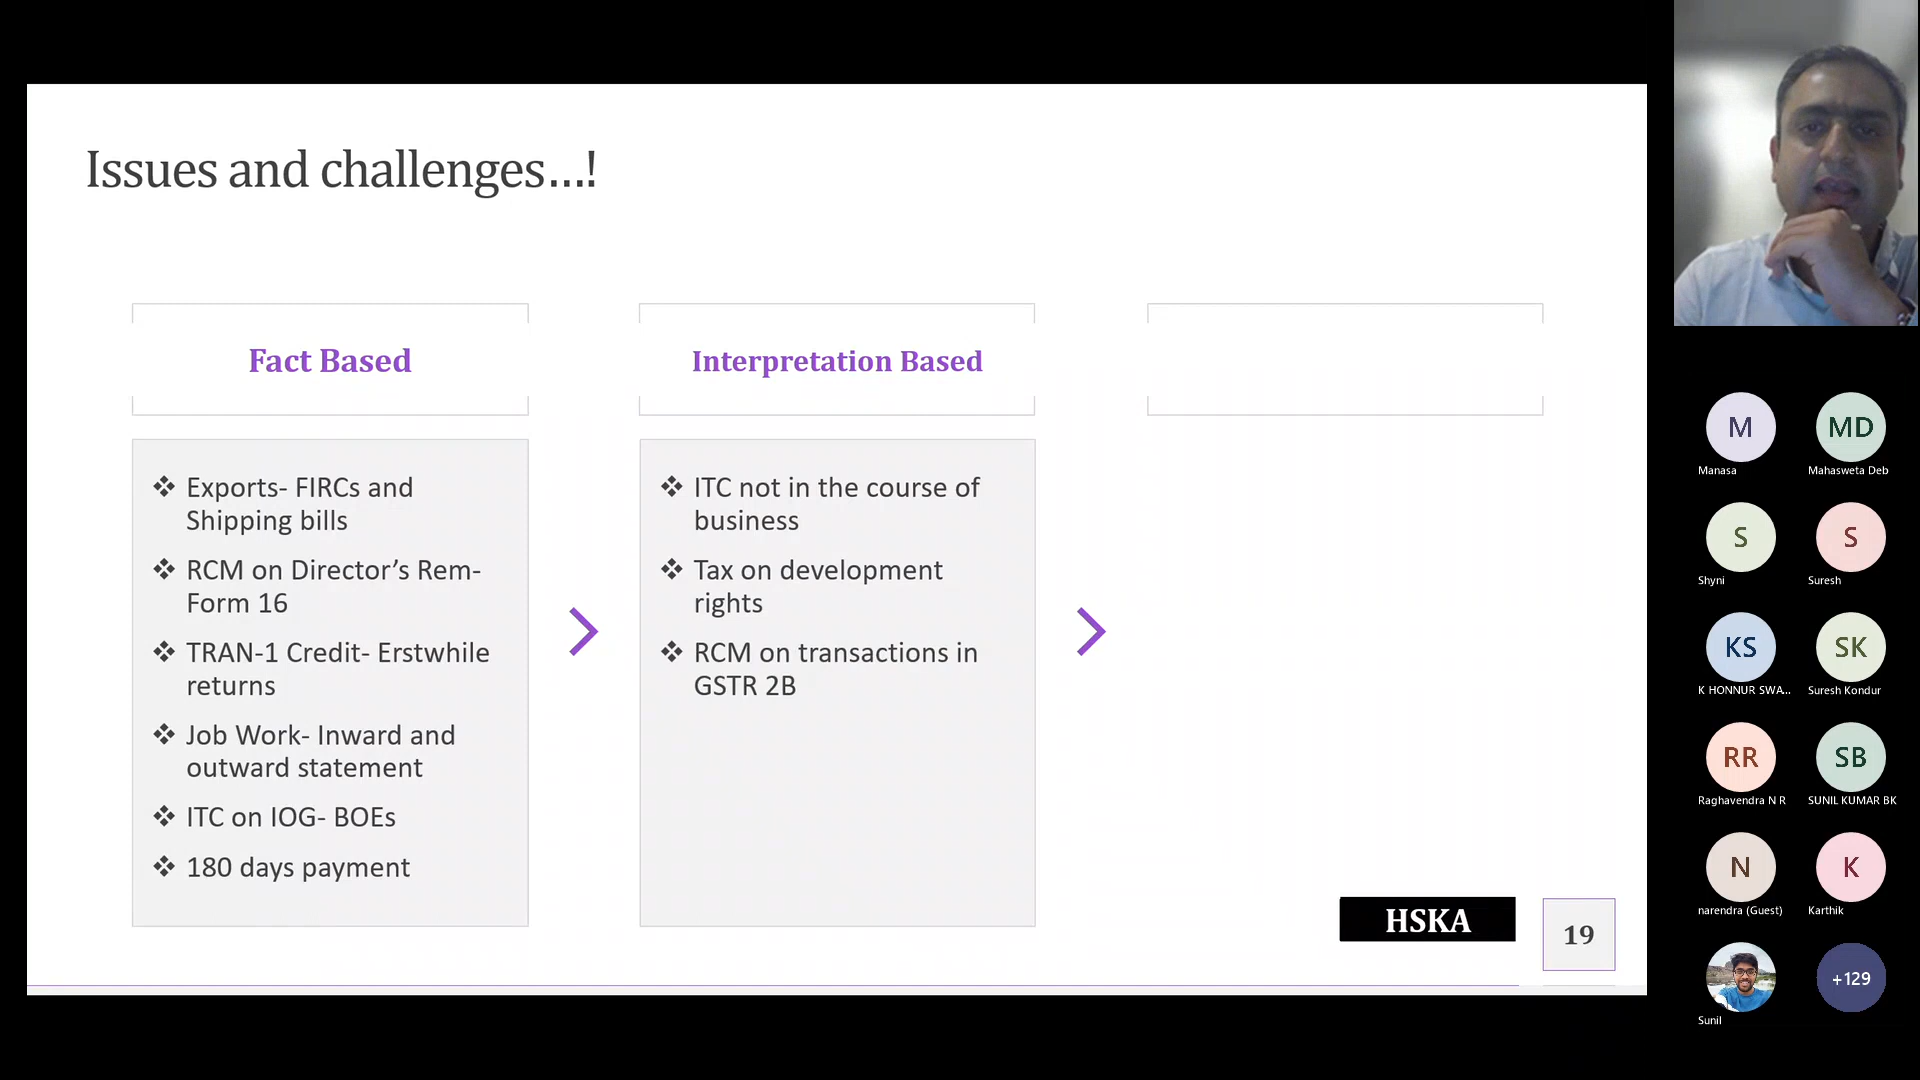 Issues and challenges…!
Fact Based
❖ Exports- FIRCs and
Shipping bills
❖ RCM on Director’s Rem-
Form 16
❖ TRAN-1 Credit- Erstwhile
returns
❖ Job Work- Inward and
outward statement
❖ ITC on IOG- BOEs
❖ 180 days payment
Interpretation Based
❖ ITC not in the course of
business
❖ Tax on development
rights
❖ RCM on transactions in
GSTR 2B
HSKA
19
M
Manasa
MD
Mahasweta Deb
S
Shyni
S
Suresh
KS
K HONNUR SWA...
SK
Suresh Kondur
RR
Raghavendra N R
SB
SUNIL KUMAR BK
N
narendra (Guest)
K
Karthik
Sunil
+129